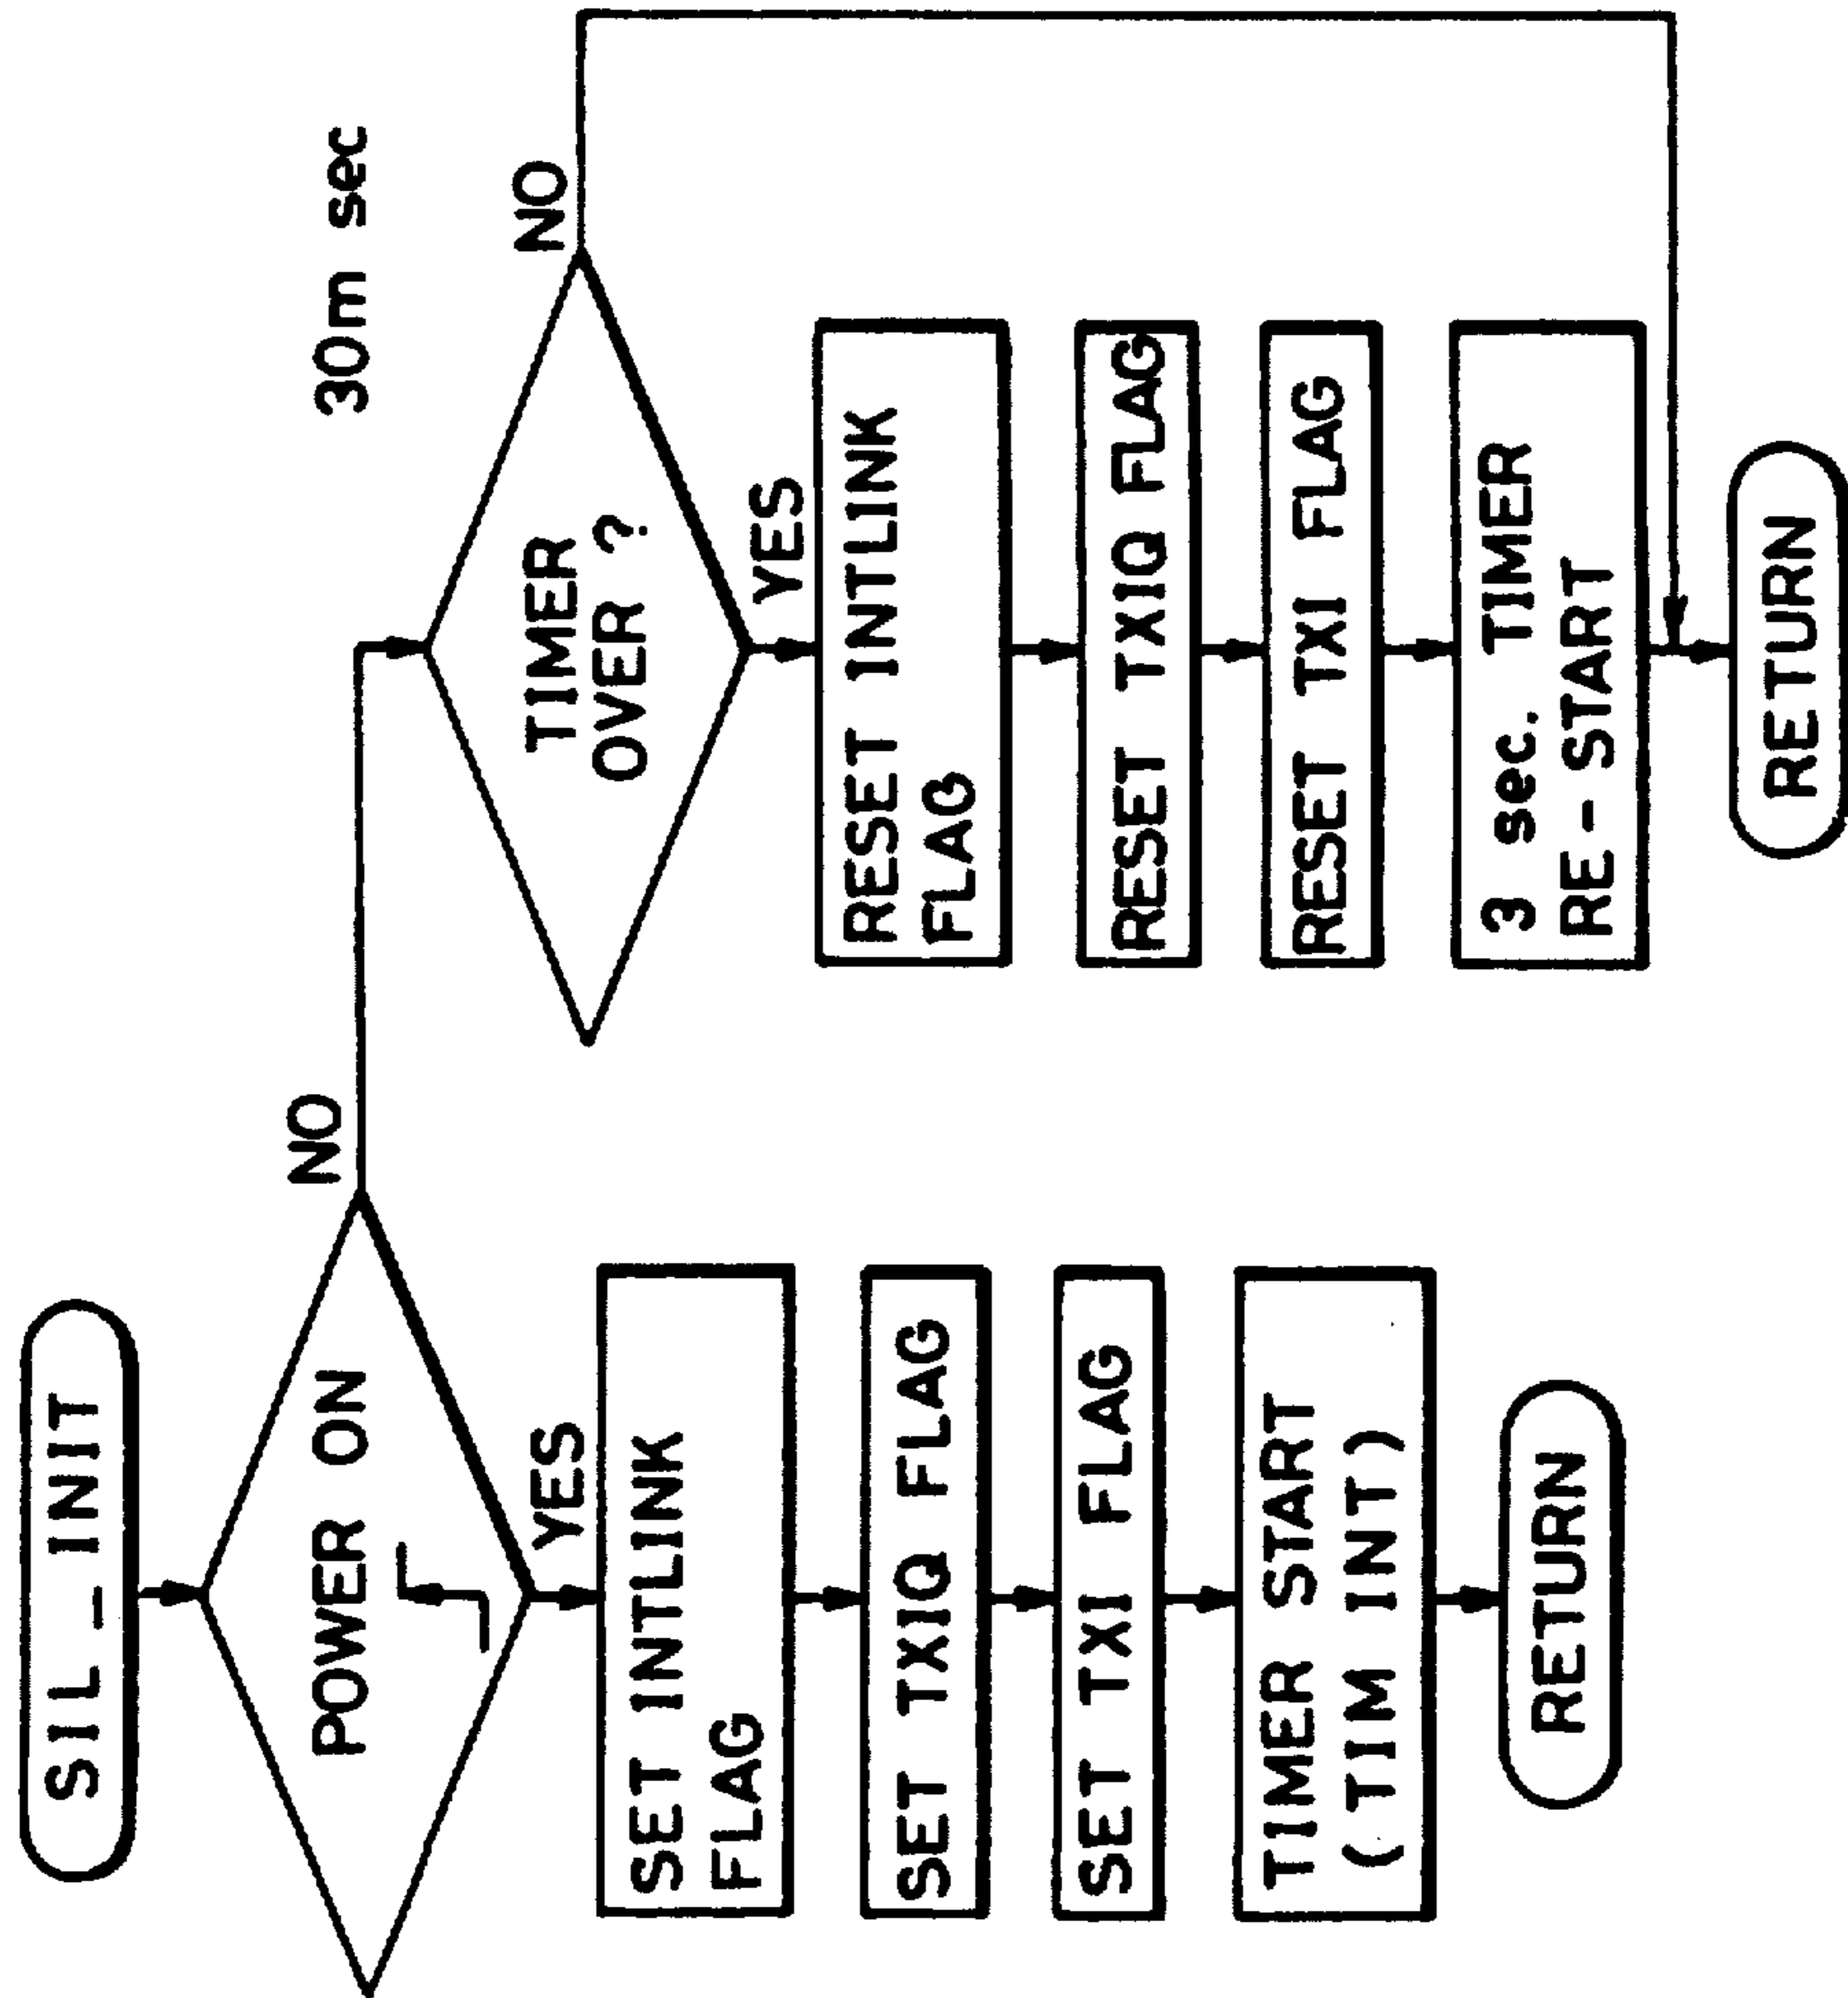 SIL _ INIT
POWER ON
NO
YES
SET INTLINK
FLAG
SET TXIQ FLAG
SET TXI FLAG
TIMER START
( TIM INT )
RETURN
30m sec
TIMER
OVER ?
NO
YES
RESET INTLINK
FLAG
RESET TXIQ FLAG
RESET TXI FLAG
3 sec. TIMER
RE - START
RETURN